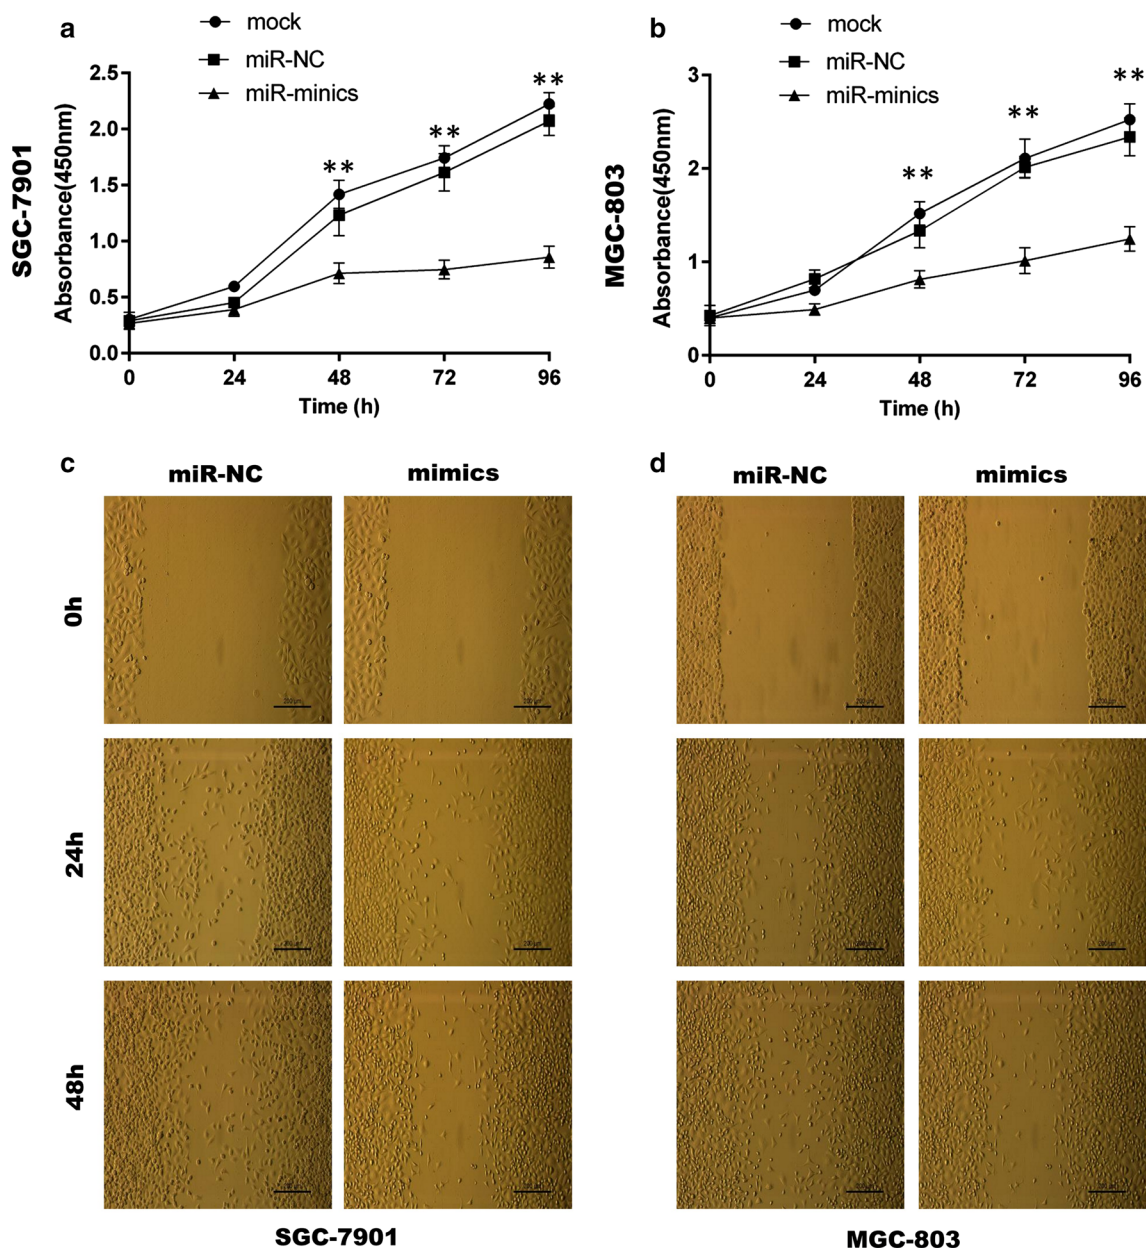 a
mock
miR-NC
miR-minics
SGC-7901
Absorbance(450nm)
2.5
2.0
1.5
1.0
0.5
0.0
**
**
**
0
24
48
72
96
Time (h)
b
mock
miR-NC
miR-minics
MGC-803
Absorbance(450nm)
3
2
1
0
**
**
**
0
24
48
72
96
Time (h)
c
miR-NC
mimics
d
miR-NC
mimics
0h
24h
48h
SGC-7901
MGC-803